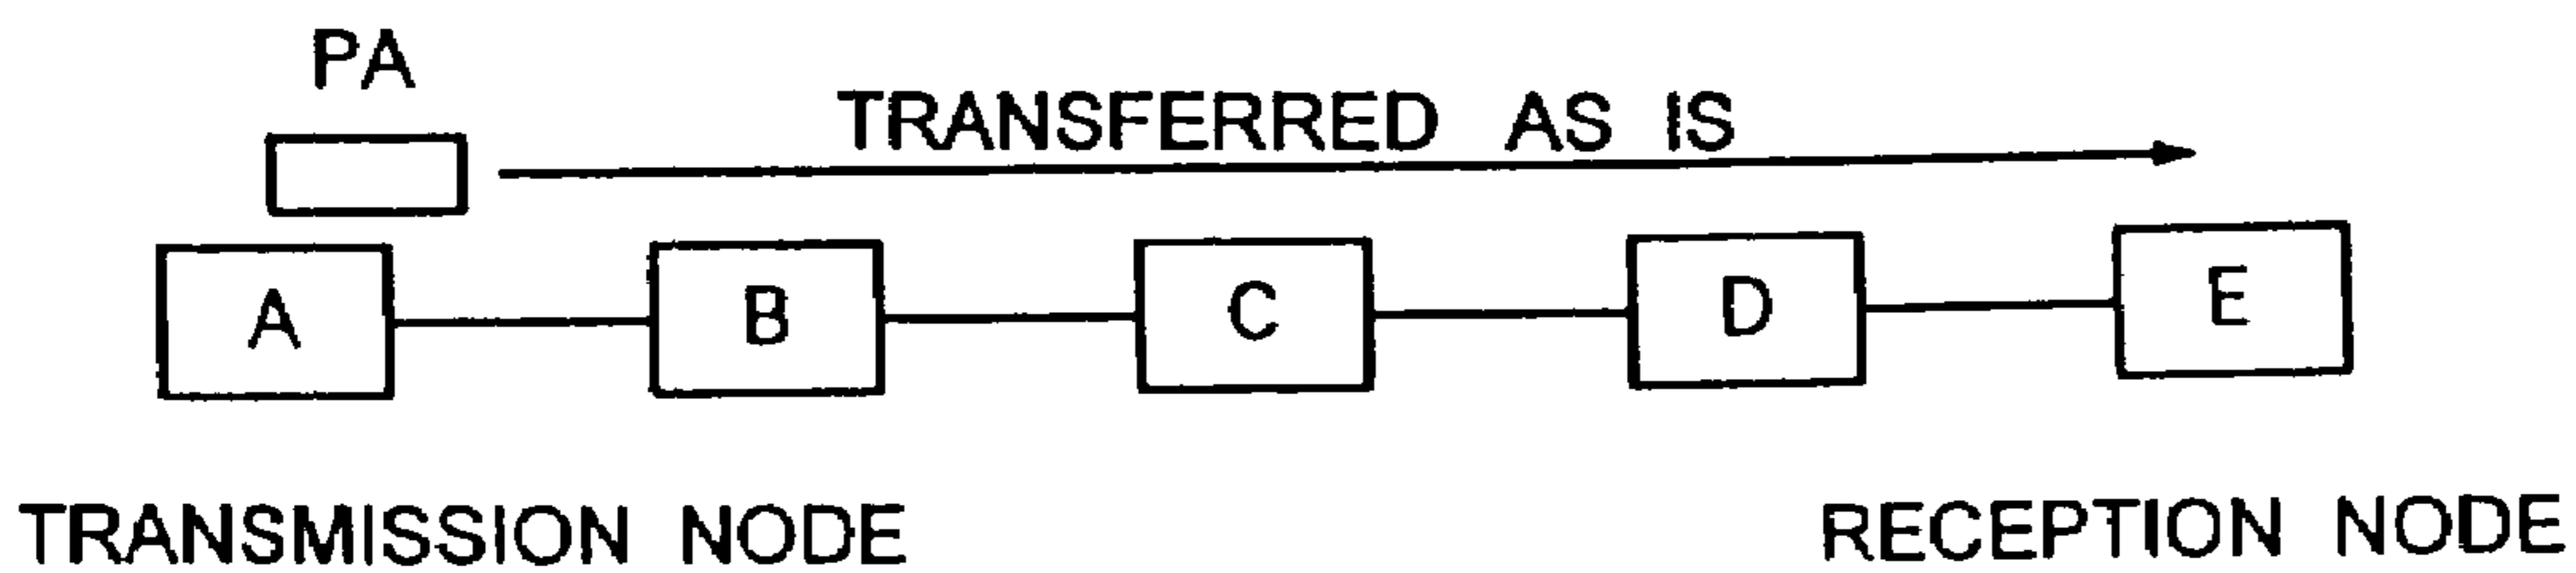 PA
TRANSFERRED AS IS
A B C D E
TRANSMISSION NODE RECEPTION NODE